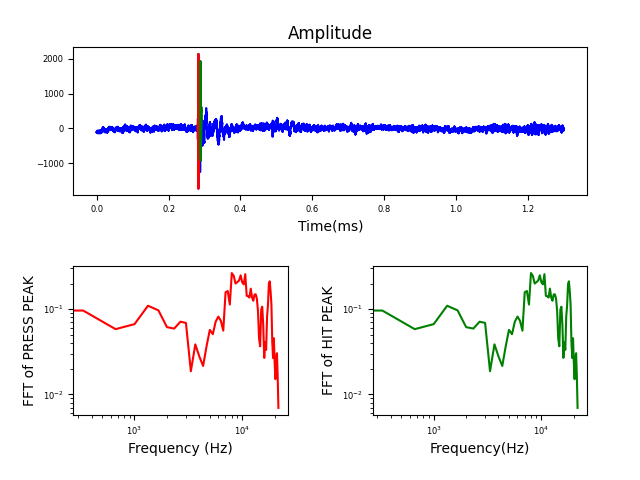 Amplitude
2000
1000
0
−1000
0.0 0.2 0.4 0.6 0.8 1.0 1.2
Time(ms)
FFT of PRESS PEAK
10⁻¹
10⁻²
10³ 10⁴
Frequency (Hz)
FFT of HIT PEAK
10⁻¹
10⁻²
10³ 10⁴
Frequency(Hz)